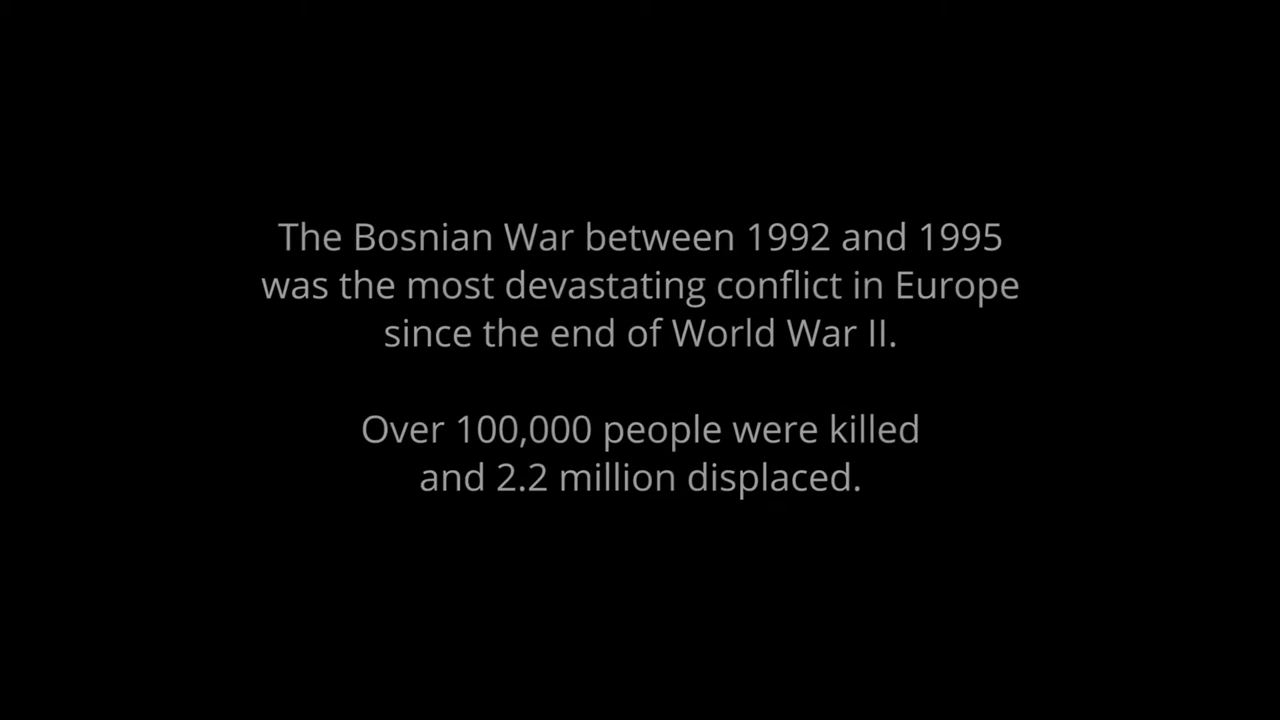 The Bosnian War between 1992 and 1995
was the most devastating conflict in Europe
since the end of World War II.
Over 100,000 people were killed
and 2.2 million displaced.